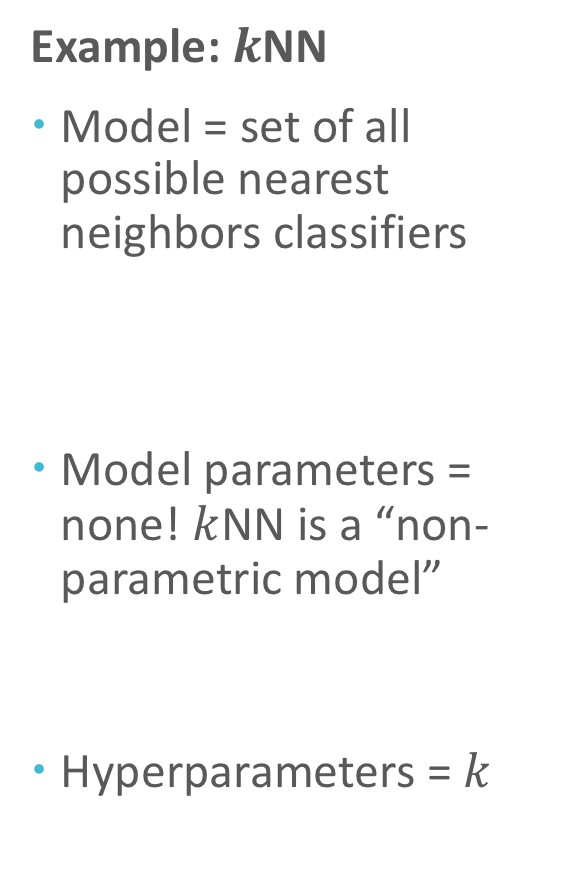 Example: kNN
• Model = set of all
possible nearest
neighbors classifiers
• Model parameters =
none! kNN is a “non-
parametric model”
• Hyperparameters = k